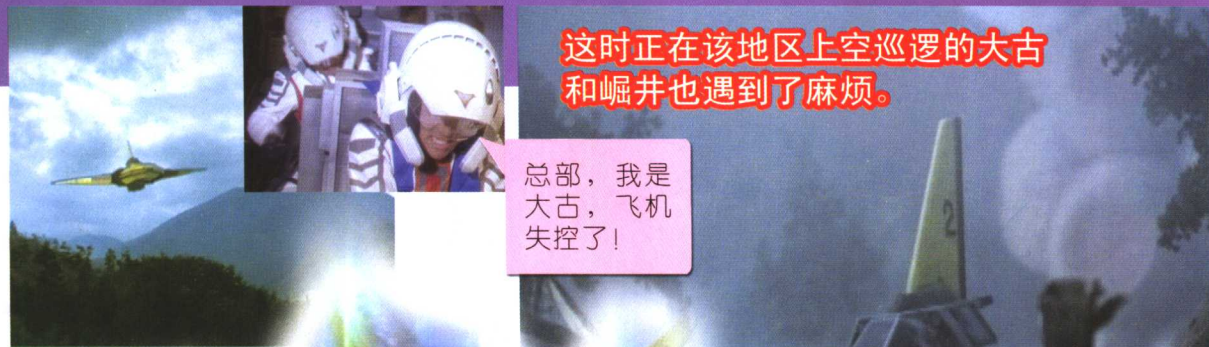 这时正在该地区上空巡逻的大古
和崛井也遇到了麻烦。
总部，我是
大古，飞机
失控了！
2